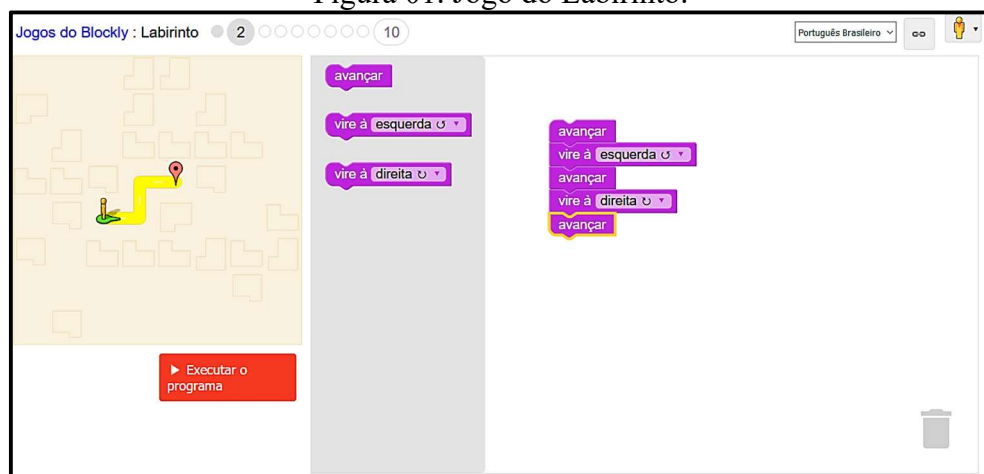 Figura 01: Jogo do Labirinto.
Jogos do Blockly : Labirinto 2 10
Português Brasileiro
avançar
vire à esquerda ↺
vire à direita ↻
avançar
vire à esquerda ↺
avançar
vire à direita ↻
avançar
Executar o
programa